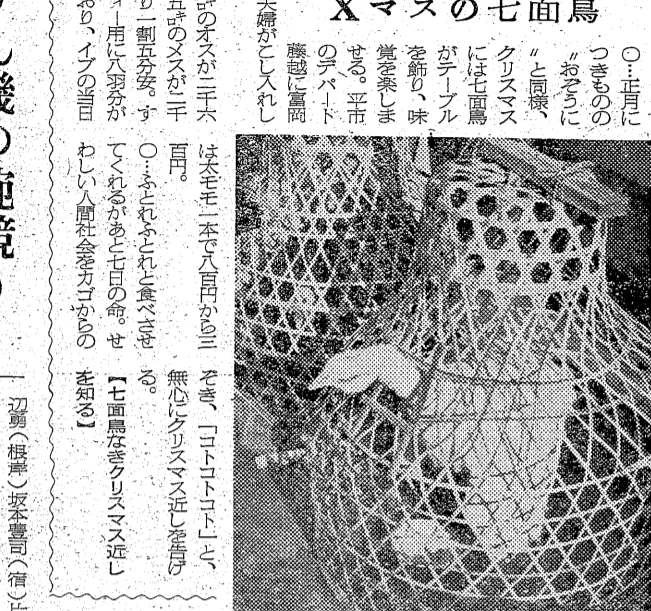 Xマスの七面鳥
○…正月に
つきものの
〝おぞうに
〟と同様、
クリスマス
には七面鳥
がテーブル
を飾り、味
覚を楽しま
せる。平市
のデパート
藤越に富岡
夫婦がこし入れし
のオスが二千六
のメスが二千
り一割五分安。す
ィー用に八羽分が
おり、イブの当日
は太モモ一本で八百円から三
百円。
○…ふとれふとれと食べさせ
てくれるがあと七日の命。せ
わしい人間社会をカゴからの
ぞき、「コトコトコト」と、
無心にクリスマス近しを告げ
る。
【七面鳥なきクリスマス近し
を知る】
辺勇(根岸)坂本豊司(宿)